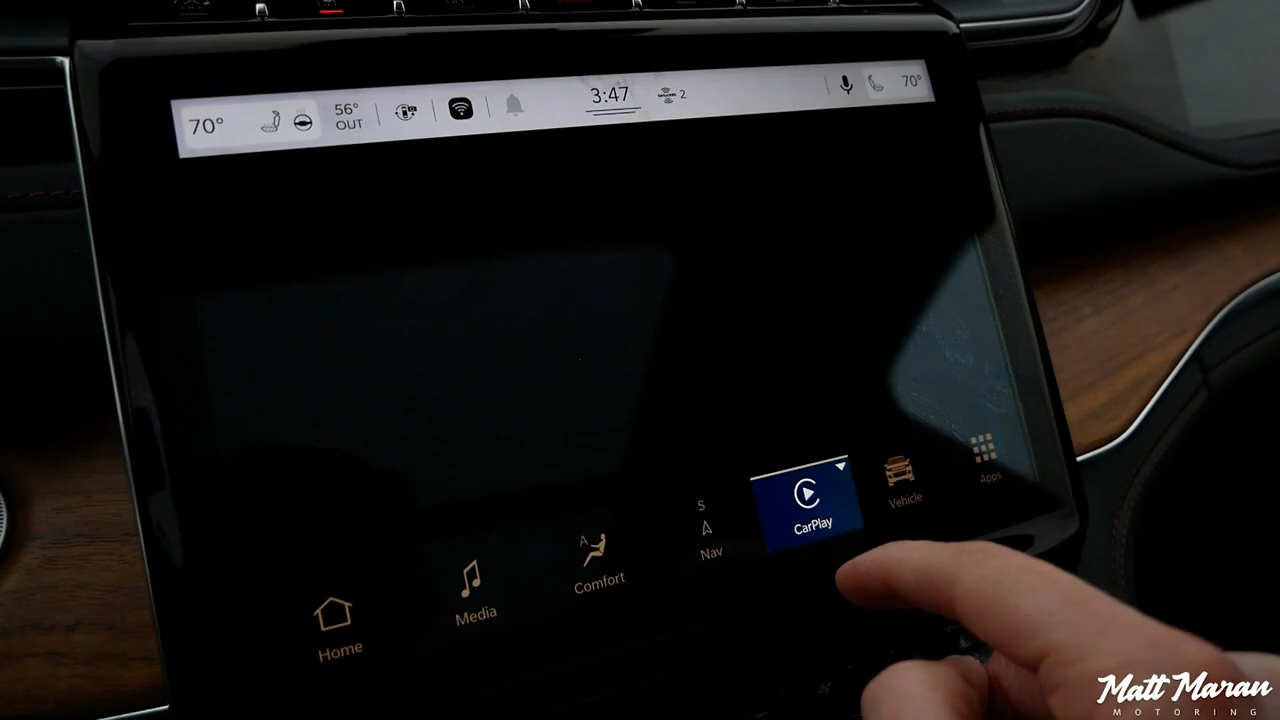 70°
56°
OUT
3:47
2
70°
S
A
Home
Media
Comfort
Nav
CarPlay
Vehicle
Apps
Matt Maran
MOTORING